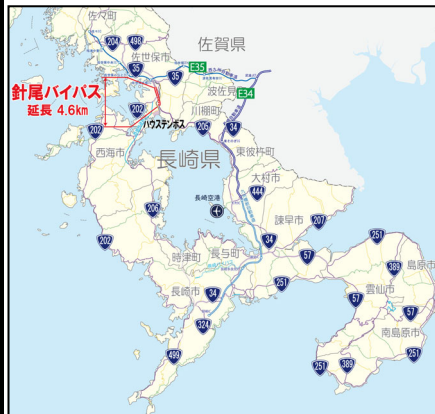 佐々町
204
498
佐世保市
佐賀県
35
35
E35
波佐見町
E34
針尾バイパス
延長 4.6km
202
ハウステンボス
川棚町
202
205
34
東彼杵町
西海市
長崎県
大村市
444
長崎空港
206
207
諫早市
202
34
251
57
時津町
長与町
389
島原市
251
雲仙市
長崎市
34
57
57
324
南島原市
499
251
389
251